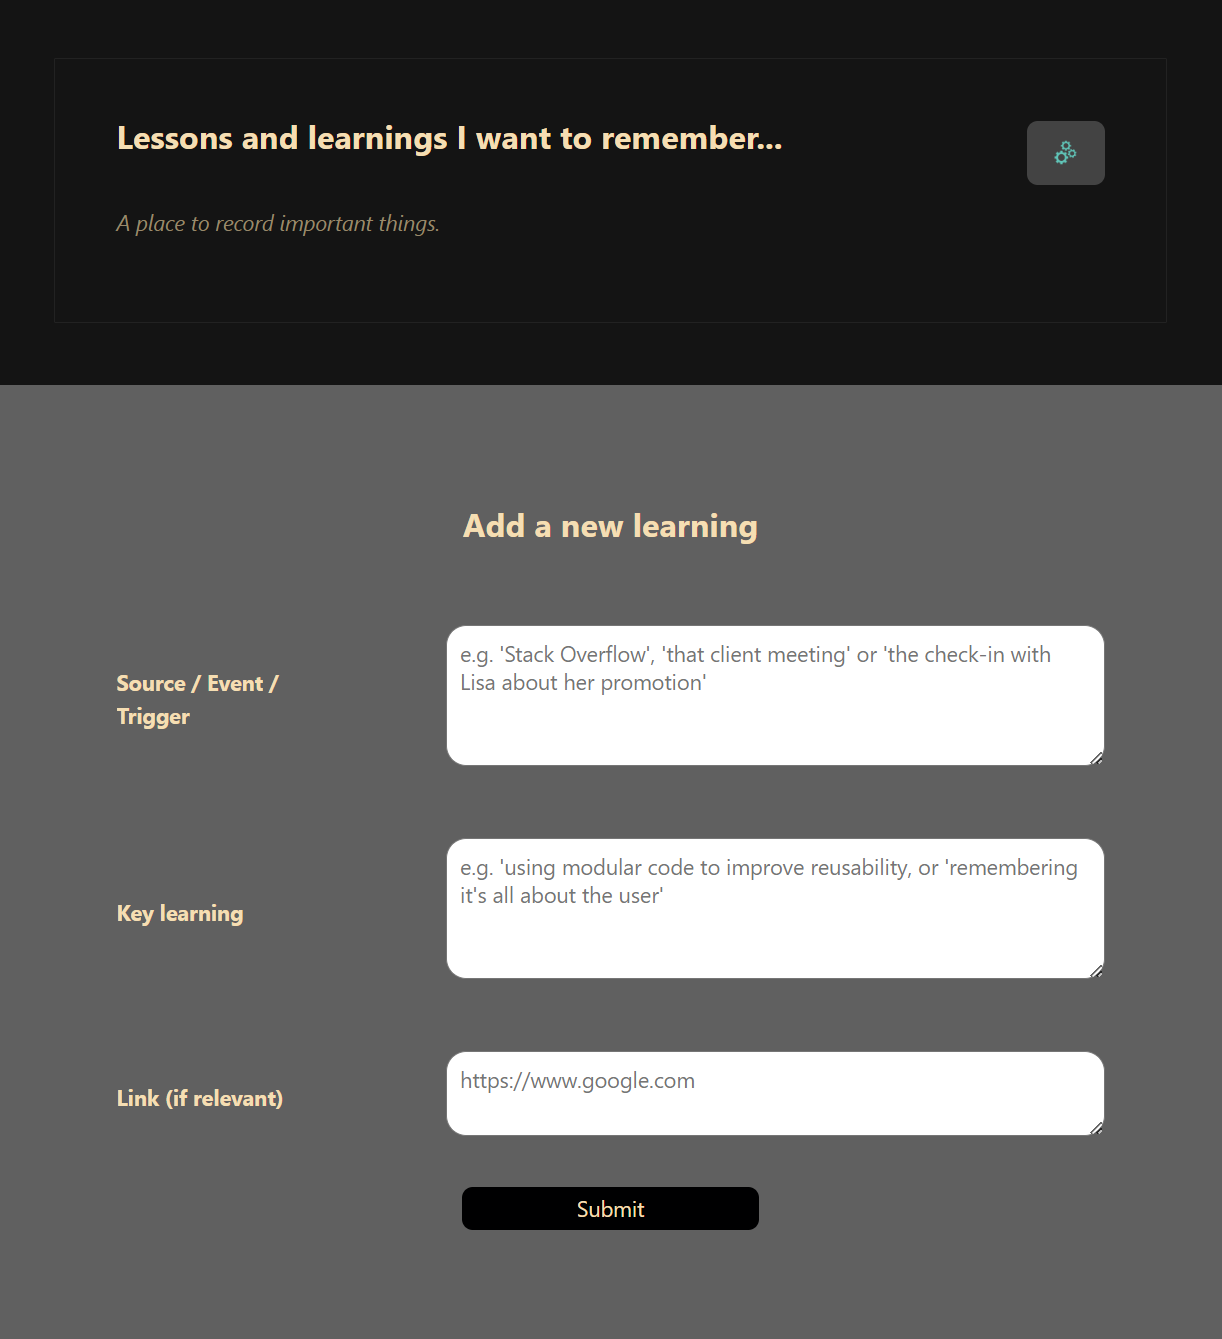 Lessons and learnings I want to remember...
A place to record important things.
Add a new learning
Source / Event /
Trigger
e.g. 'Stack Overflow', 'that client meeting' or 'the check-in with
Lisa about her promotion'
Key learning
e.g. 'using modular code to improve reusability, or 'remembering
it's all about the user'
Link (if relevant)
https://www.google.com
Submit